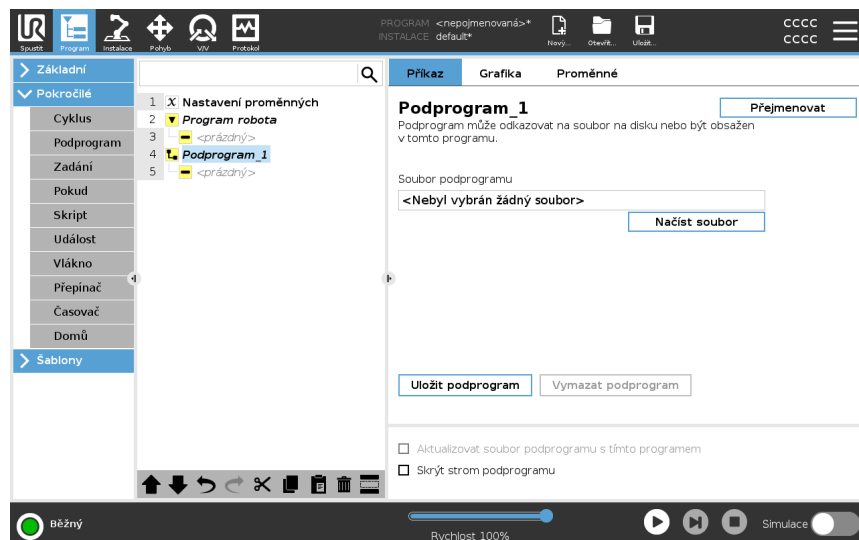 PROGRAM <nepojmenovaná>*
INSTALACE default*
Spustit Program Instalace Pohyb V/V Protokol
Nový... Otevřít... Uložit...
CCCC
CCCC
Základní
Pokročilé
Cyklus
Podprogram
Zadání
Pokud
Skript
Událost
Vlákno
Přepínač
Časovač
Domů
Šablony
1 X Nastavení proměnných
2 Program robota
3 <prázdný>
4 Podprogram_1
5 <prázdný>
Příkaz Grafika Proměnné
Podprogram_1
Přejmenovat
Podprogram může odkazovat na soubor na disku nebo být obsažen
v tomto programu.
Soubor podprogramu
<Nebyl vybrán žádný soubor>
Načíst soubor
Uložit podprogram Vymazat podprogram
Aktualizovat soubor podprogramu s tímto programem
Skrýt strom podprogramu
Běžný
Rychlost 100%
Simulace